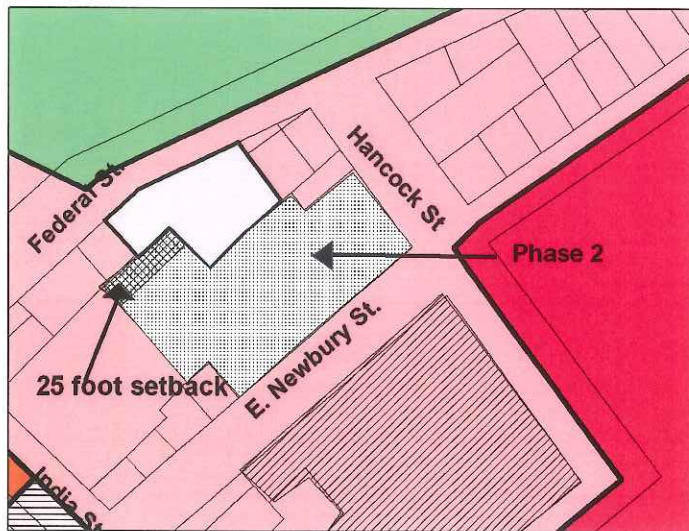 Federal St.
Hancock St
Phase 2
25 foot setback
E. Newbury St.
India St.